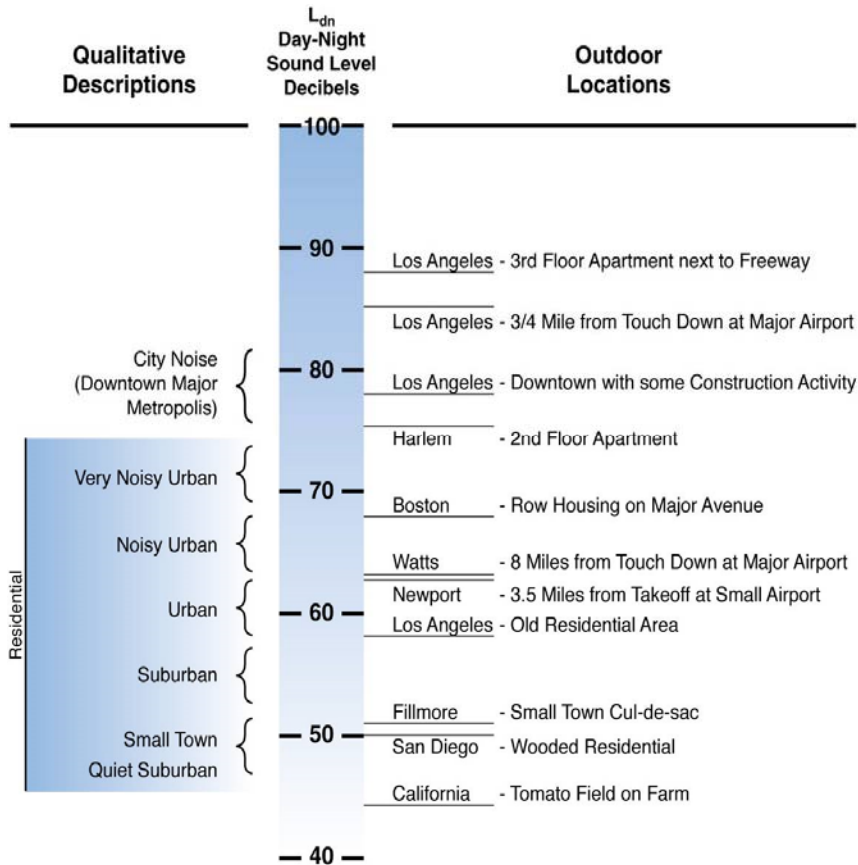 Qualitative
Descriptions
Ldn
Day-Night
Sound Level
Decibels
Outdoor
Locations
100
90
Los Angeles - 3rd Floor Apartment next to Freeway
Los Angeles - 3/4 Mile from Touch Down at Major Airport
City Noise
(Downtown Major
Metropolis)
80
Los Angeles - Downtown with some Construction Activity
Harlem - 2nd Floor Apartment
Residential
Very Noisy Urban
70
Boston - Row Housing on Major Avenue
Noisy Urban
Watts - 8 Miles from Touch Down at Major Airport
Newport - 3.5 Miles from Takeoff at Small Airport
Urban
60
Los Angeles - Old Residential Area
Suburban
Fillmore - Small Town Cul-de-sac
Small Town
Quiet Suburban
50
San Diego - Wooded Residential
California - Tomato Field on Farm
40